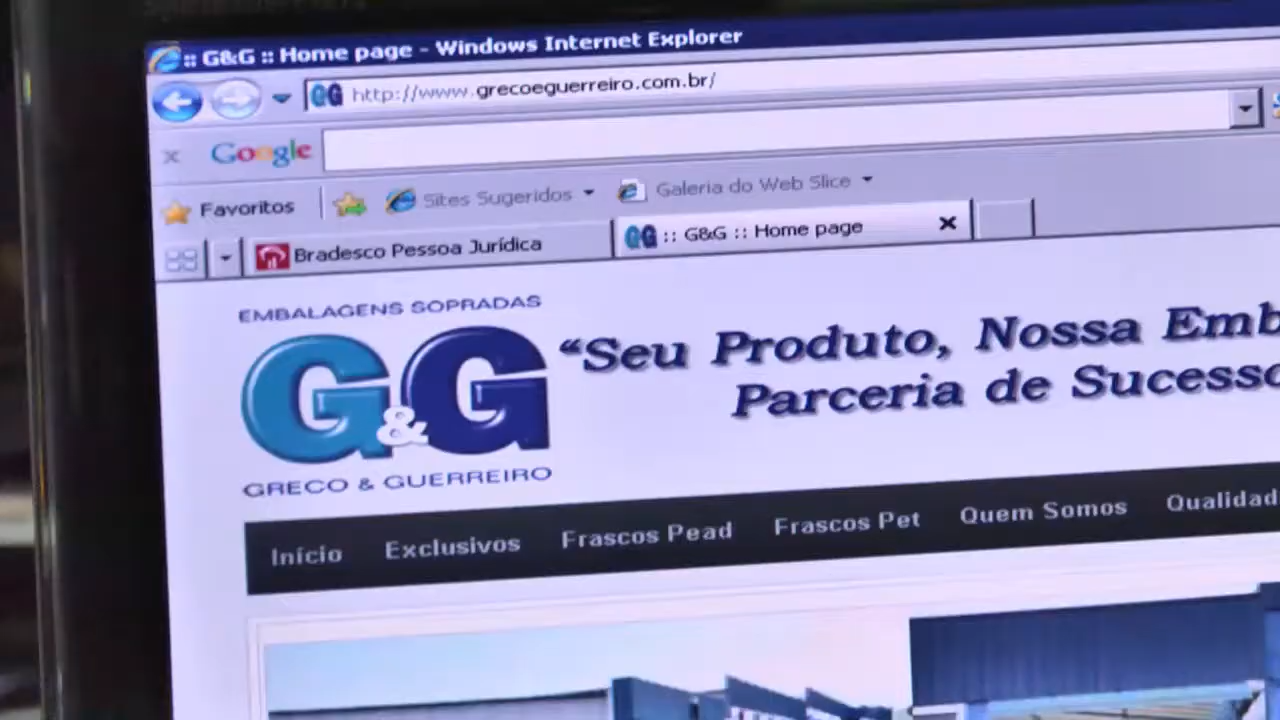 :: G&G :: Home page - Windows Internet Explorer
http://www.grecoeguerreiro.com.br/
x Google
Favoritos Sites Sugeridos Galeria do Web Slice
Bradesco Pessoa Jurídica G&G :: G&G :: Home page
EMBALAGENS SOPRADAS
G&G
GRECO & GUERREIRO
“Seu Produto, Nossa Emb
Parceria de Sucesso
Início Exclusivos Frascos Pead Frascos Pet Quem Somos Qualidad